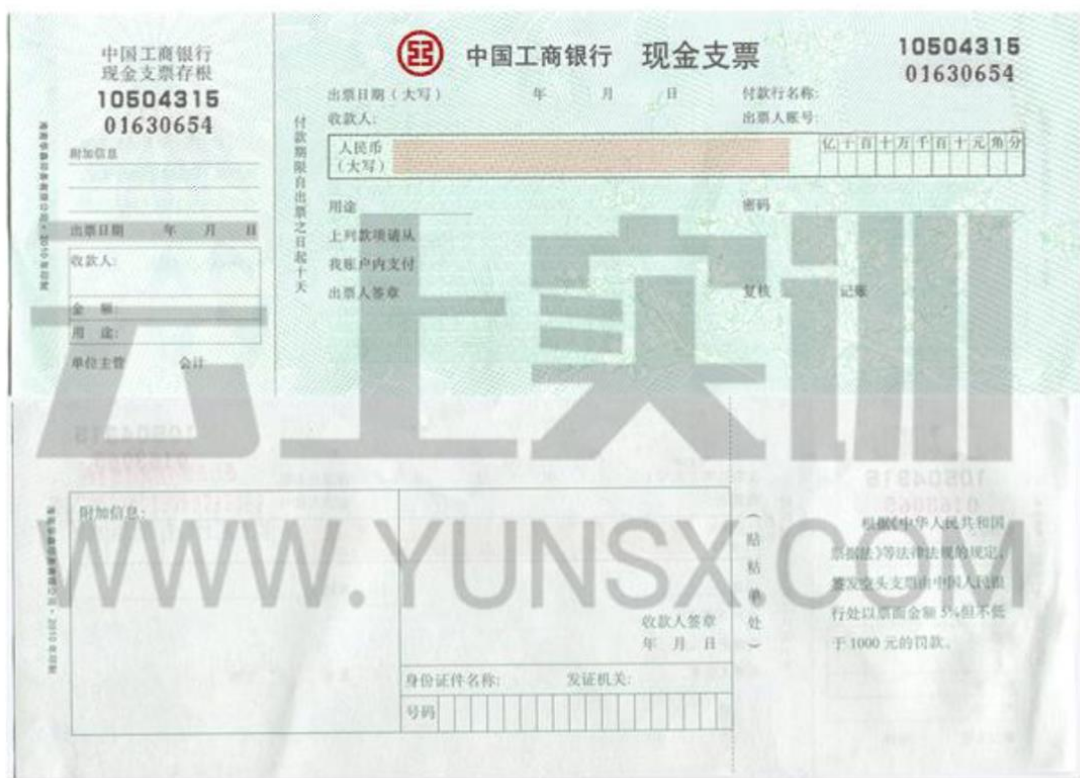 中国工商银行
现金支票存根
10504315
01630654
附加信息
出票日期 年 月 日
收款人:
金 额:
用 途:
单位主管 会计
付款期限自出票之日起十天
中国工商银行 现金支票
10504315
01630654
出票日期(大写) 年 月 日 付款行名称:
收款人: 出票人账号:
人民币
(大写)
亿千百十万千百十元角分
用途 密码
上列款项请从
我账户内支付
出票人签章 复核 记账
云上实训
WWW.YUNSX.COM
附加信息:
收款人签章
年 月 日
身份证件名称: 发证机关:
号码
(贴粘单处)
根据《中华人民共和国
票据法》等法律法规的规定,
签发空头支票由中国人民银
行处以票面金额 5%但不低
于 1000 元的罚款。